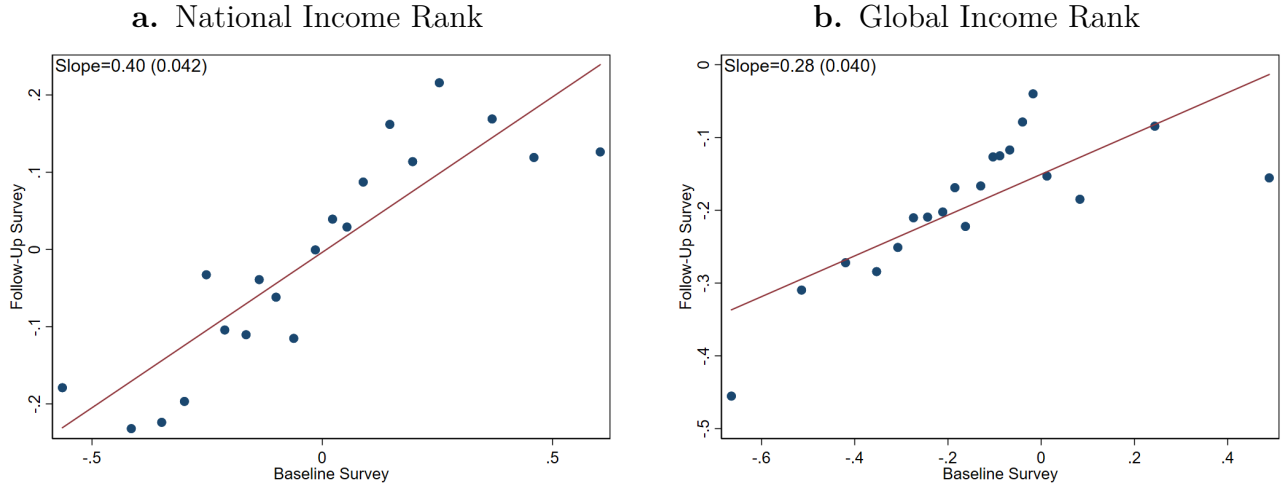 a. National Income Rank
Slope=0.40 (0.042)
Follow-Up Survey
.2
.1
0
-.1
-.2
-.5
0
.5
Baseline Survey
b. Global Income Rank
Slope=0.28 (0.040)
Follow-Up Survey
0
-.1
-.2
-.3
-.4
-.5
-.6
-.4
-.2
0
.2
.4
Baseline Survey